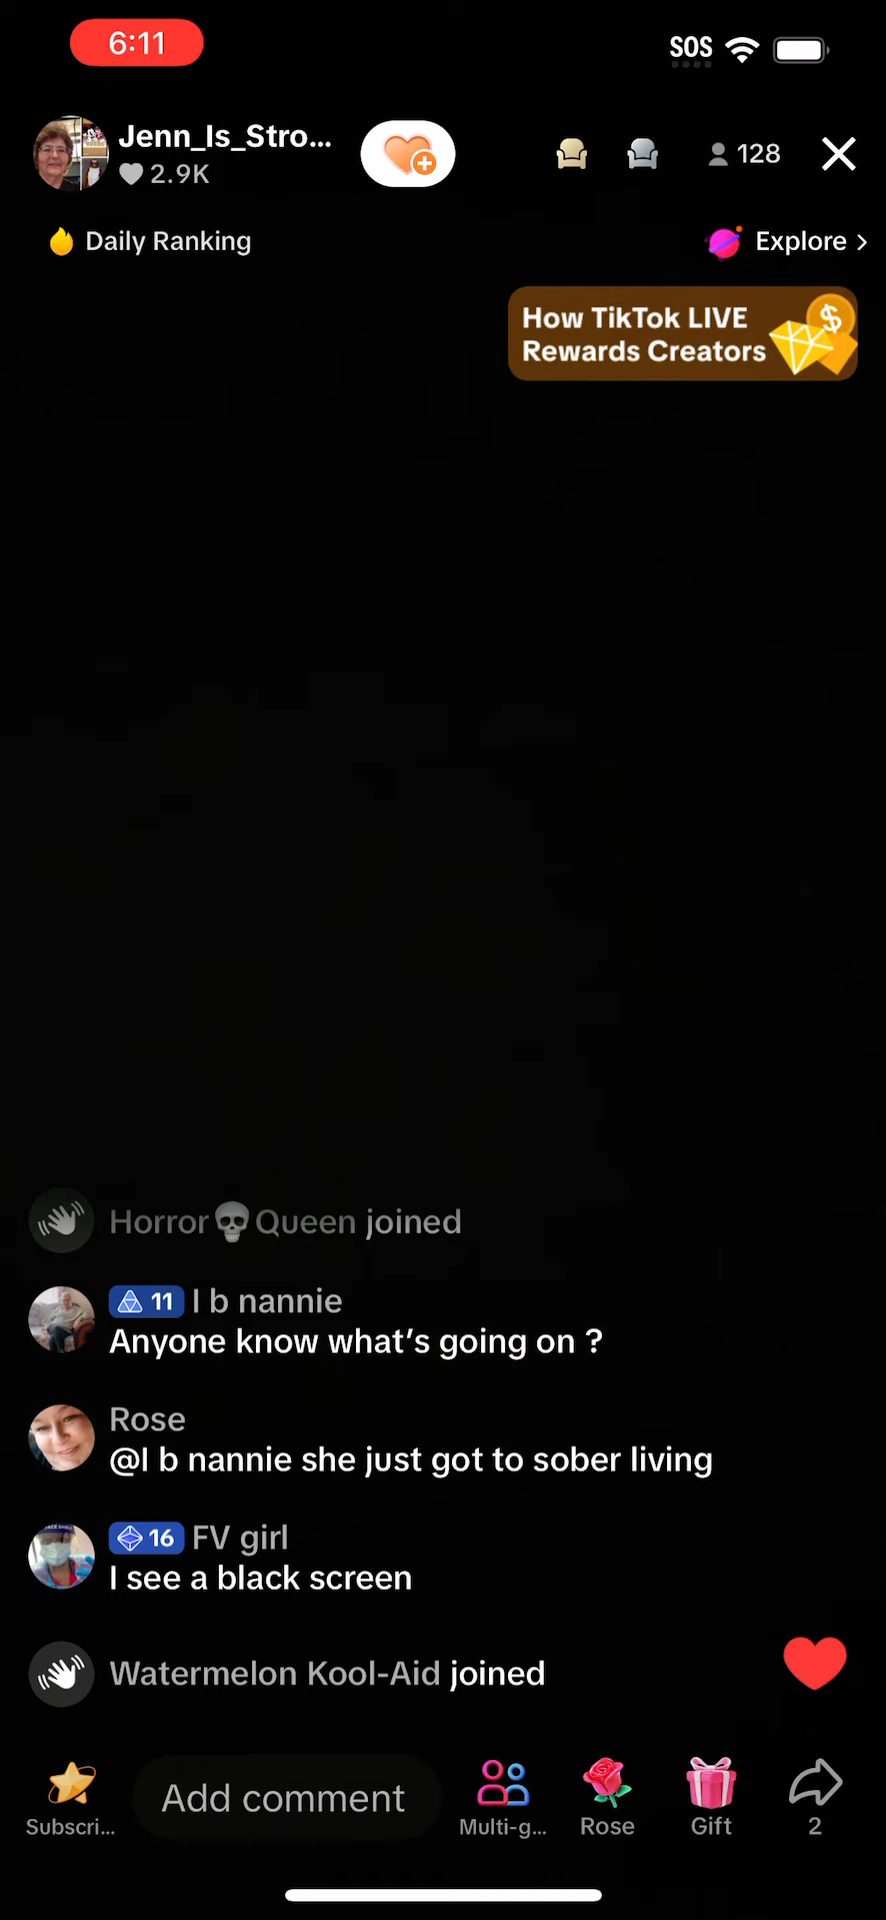 6:11
SOS
Jenn_Is_Stro...
2.9K
128
Daily Ranking
Explore >
How TikTok LIVE
Rewards Creators
$
Horror💀Queen joined
11 I b nannie
Anyone know what's going on ?
Rose
@I b nannie she just got to sober living
16 FV girl
I see a black screen
Watermelon Kool-Aid joined
Subscri...
Add comment
Multi-g...
Rose
Gift
2